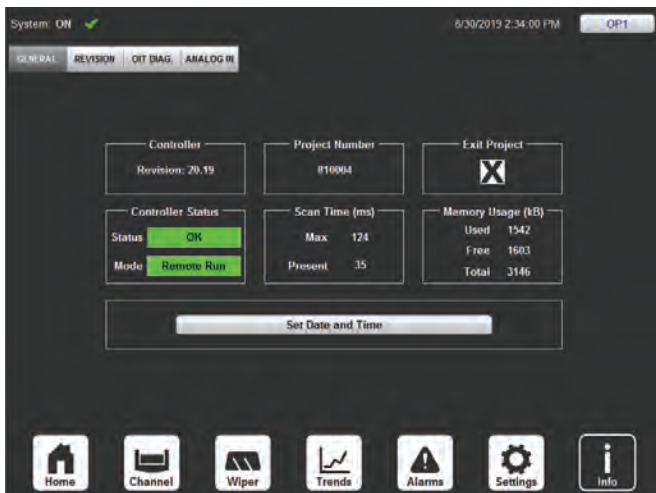 System: ON 8/30/2019 2:34:00 PM OP1
GENERAL REVISION OIT DIAG. ANALOG IN
Controller Project Number Exit Project
Revision: 20.19 810004 X
Controller Status Scan Time (ms) Memory Usage (kB)
Status OK Max 124 Used 1542
Free 1603
Mode Remote Run Present 35 Total 3146
Set Date and Time
Home Channel Wiper Trends Alarms Settings Info